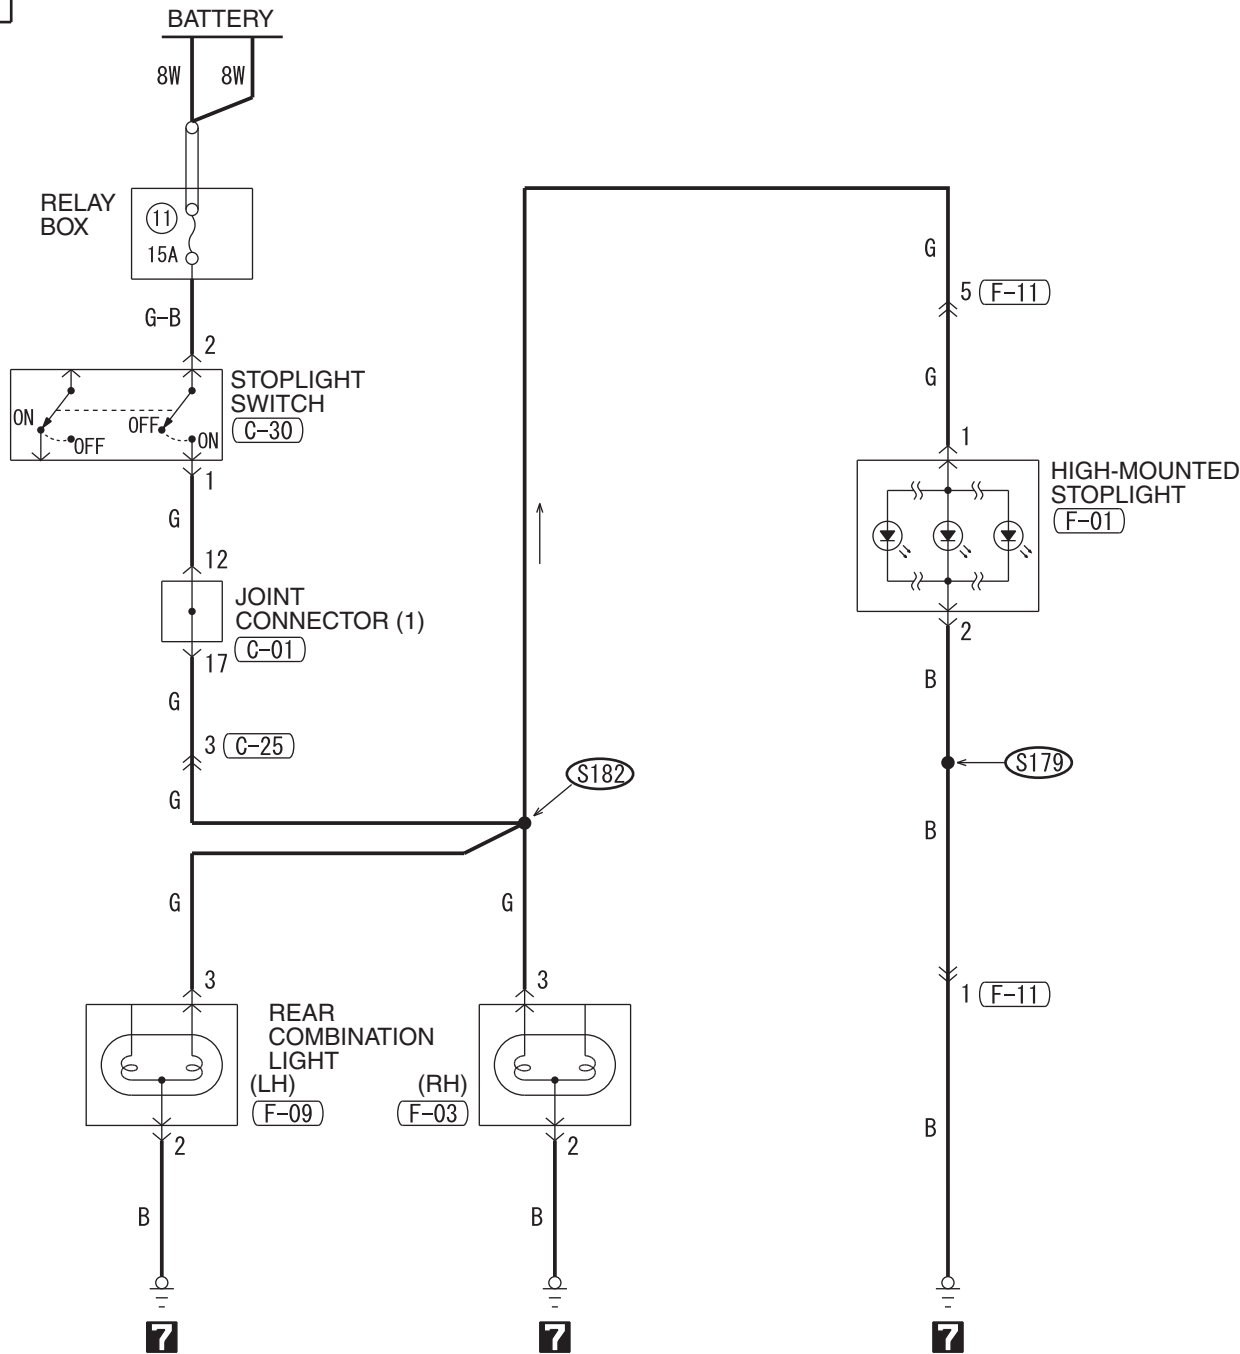 BATTERY
8W
8W
RELAY
BOX
11
15A
G-B
2
STOPLIGHT
SWITCH
C-30
ON
OFF
OFF
ON
1
G
12
JOINT
CONNECTOR (1)
C-01
17
G
3
C-25
G
S182
G
5
F-11
G
1
HIGH-MOUNTED
STOPLIGHT
F-01
2
B
S179
B
1
F-11
B
G
G
3
REAR
COMBINATION
LIGHT
(LH)
F-09
2
B
7
3
(RH)
F-03
2
B
7
7